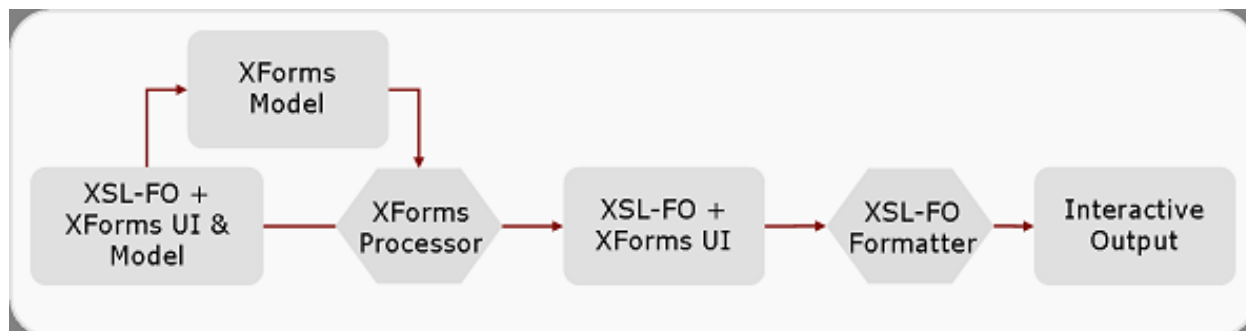 XForms
Model
XSL-FO +
XForms UI &
Model
XForms
Processor
XSL-FO +
XForms UI
XSL-FO
Formatter
Interactive
Output